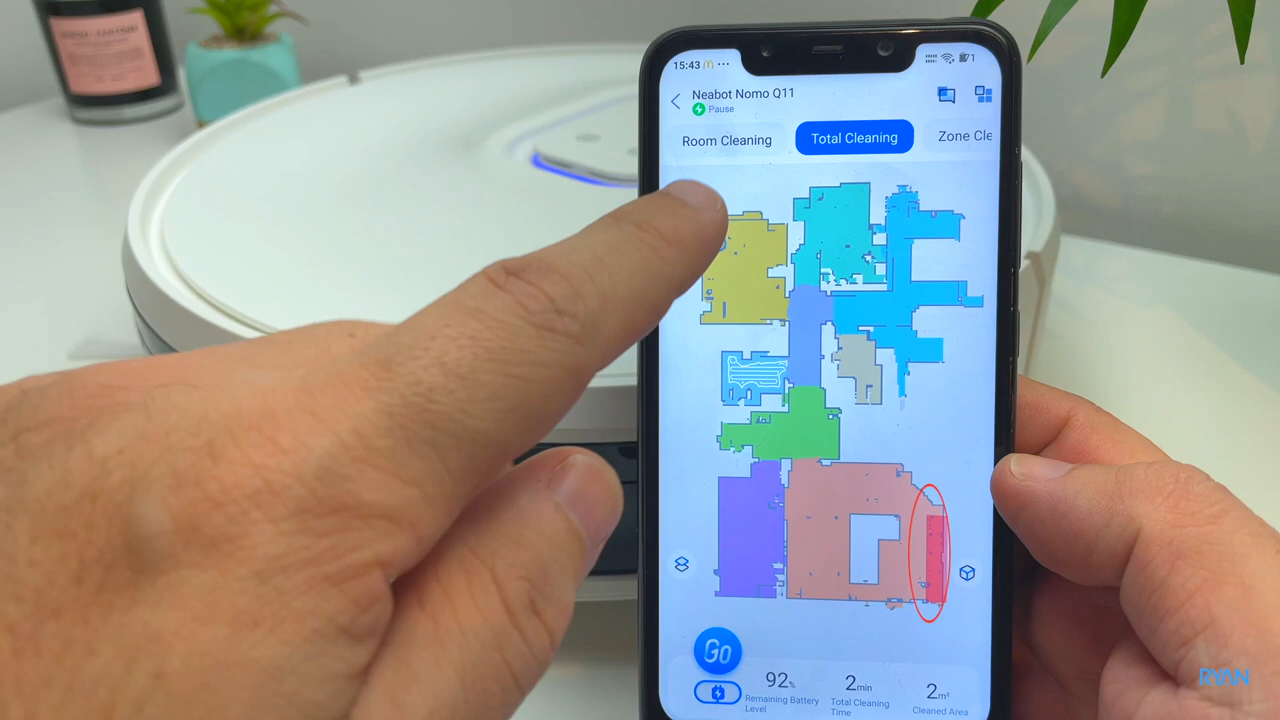 15:43
Neabot Nomo Q11
Pause
Room Cleaning
Total Cleaning
Zone Cle
Go
92%
Remaining Battery
Level
2min
Total Cleaning
Time
2m²
Cleaned Area
RYAN